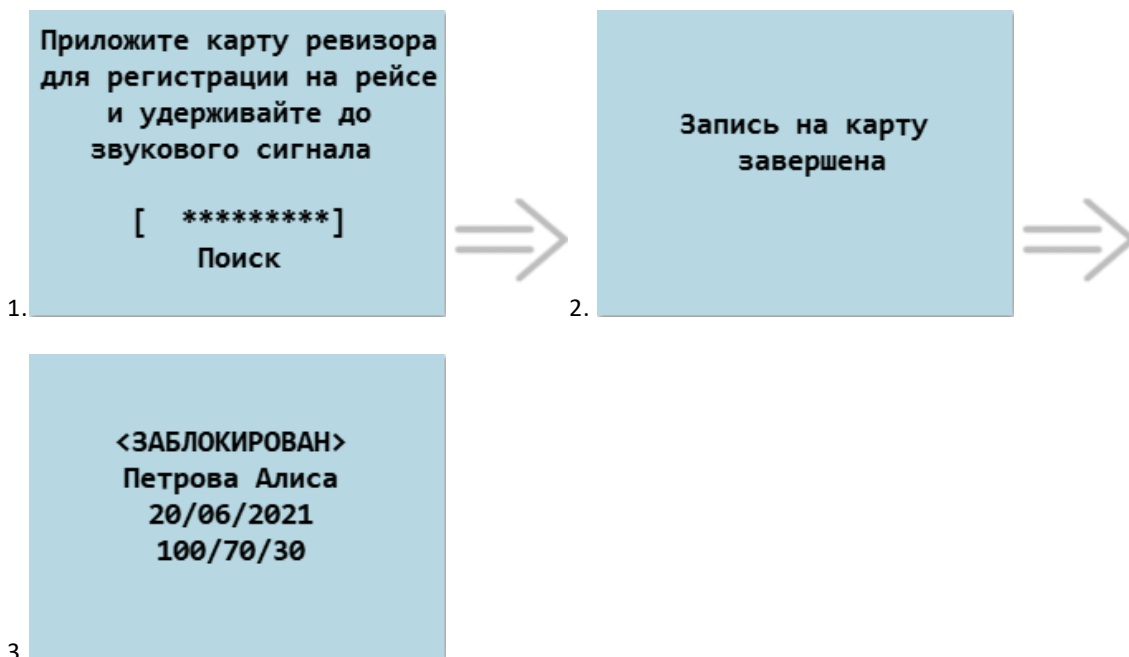 Приложите карту ревизора
для регистрации на рейсе
и удерживайте до
звукового сигнала
[ *********]
Поиск
1.
Запись на карту
завершена
2.
<ЗАБЛОКИРОВАН>
Петрова Алиса
20/06/2021
100/70/30
3